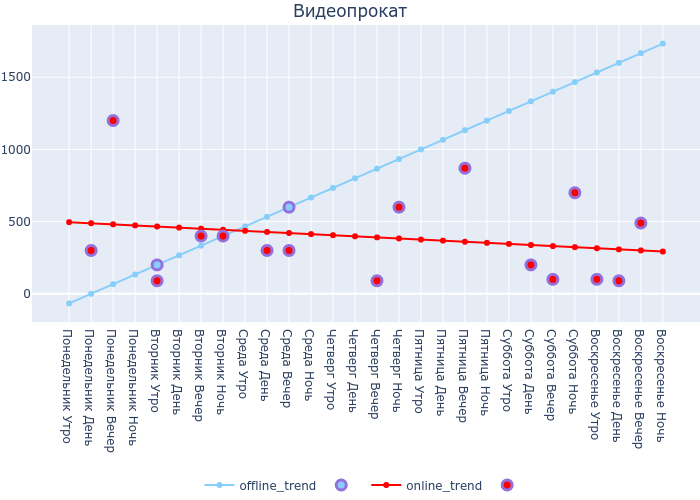 Видеопрокат
1500
1000
500
0
Понедельник Утро
Понедельник День
Понедельник Вечер
Понедельник Ночь
Вторник Утро
Вторник День
Вторник Вечер
Вторник Ночь
Среда Утро
Среда День
Среда Вечер
Среда Ночь
Четверг Утро
Четверг День
Четверг Вечер
Четверг Ночь
Пятница Утро
Пятница День
Пятница Вечер
Пятница Ночь
Суббота Утро
Суббота День
Суббота Вечер
Суббота Ночь
Воскресенье Утро
Воскресенье День
Воскресенье Вечер
Воскресенье Ночь
offline_trend
online_trend